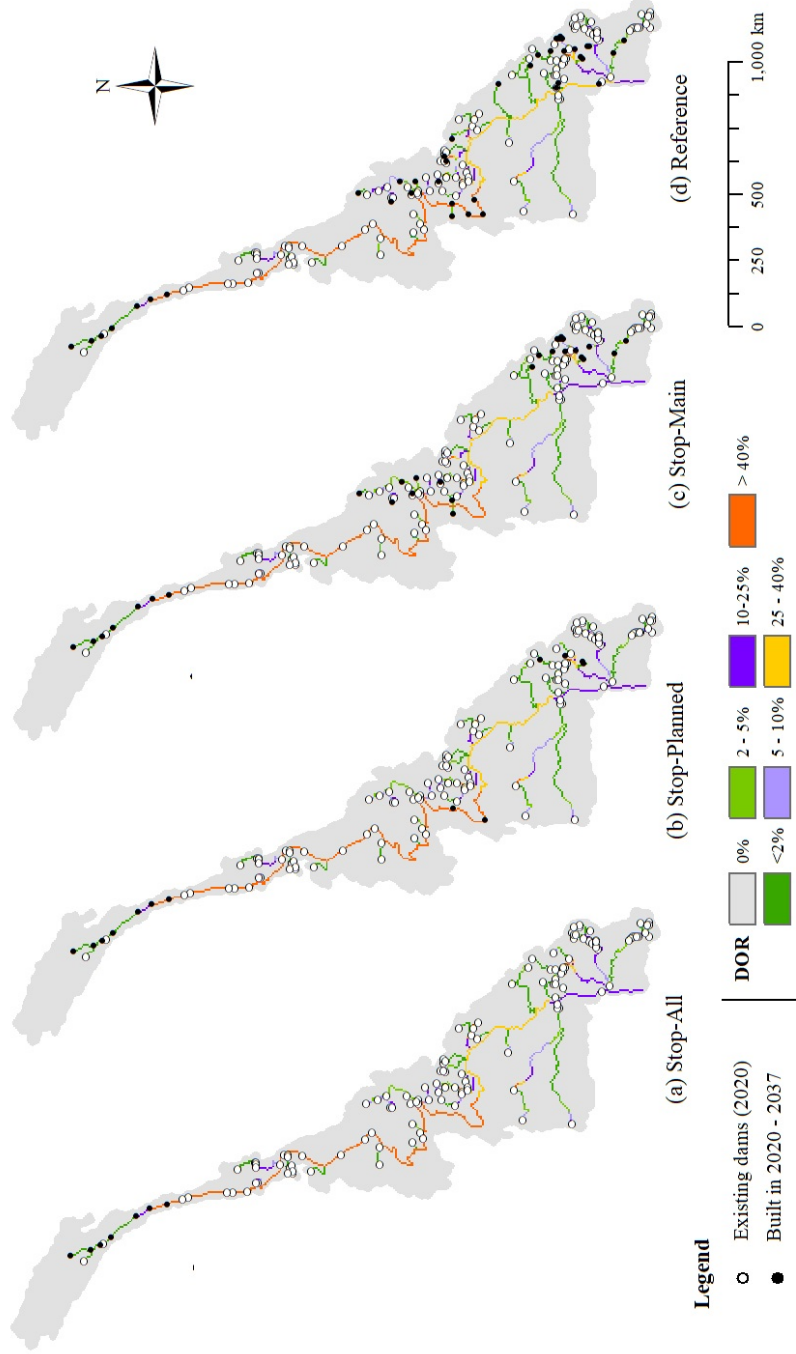 N
(a) Stop-All
(b) Stop-Planned
(c) Stop-Main
(d) Reference
0 250 500 1,000 km
Legend
Existing dams (2020)
Built in 2020 - 2037
DOR
0%
2 - 5%
10-25%
> 40%
<2%
5 - 10%
25 - 40%